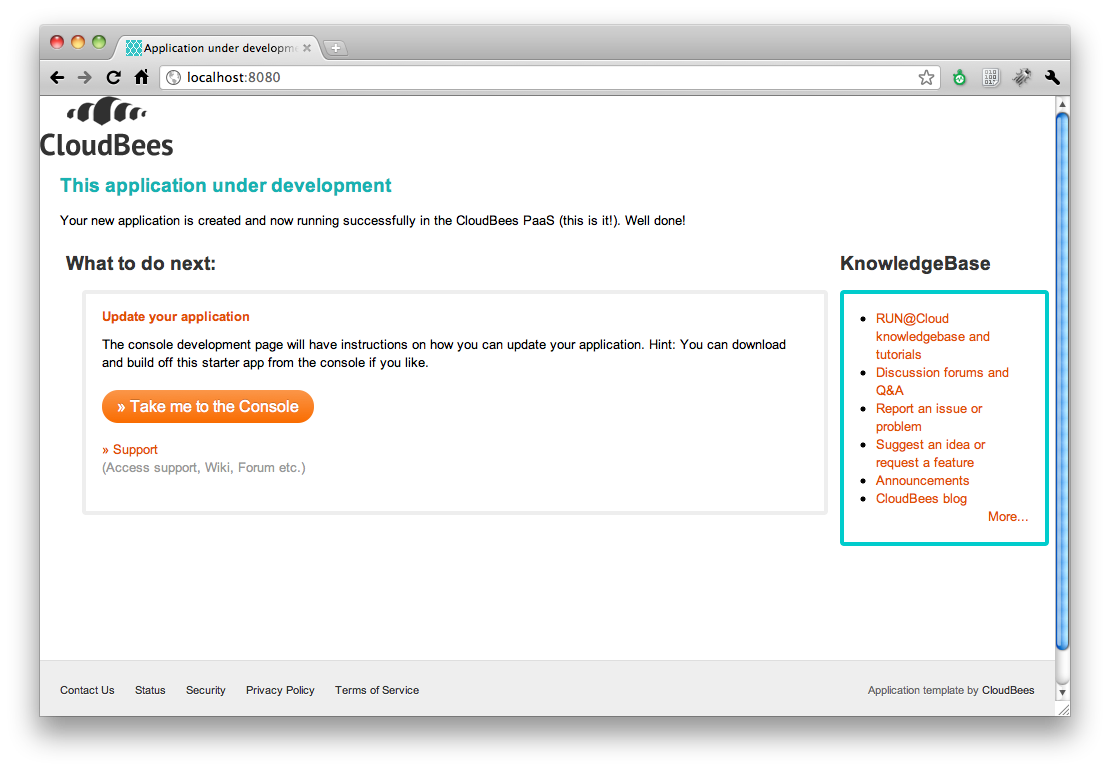 Application under developm
localhost:8080
CloudBees
This application under development
Your new application is created and now running successfully in the CloudBees PaaS (this is it!). Well done!
What to do next:
Update your application
The console development page will have instructions on how you can update your application. Hint: You can download
and build off this starter app from the console if you like.
» Take me to the Console
» Support
(Access support, Wiki, Forum etc.)
KnowledgeBase
RUN@Cloud
knowledgebase and
tutorials
Discussion forums and
Q&A
Report an issue or
problem
Suggest an idea or
request a feature
Announcements
CloudBees blog
More...
Contact Us Status Security Privacy Policy Terms of Service
Application template by CloudBees